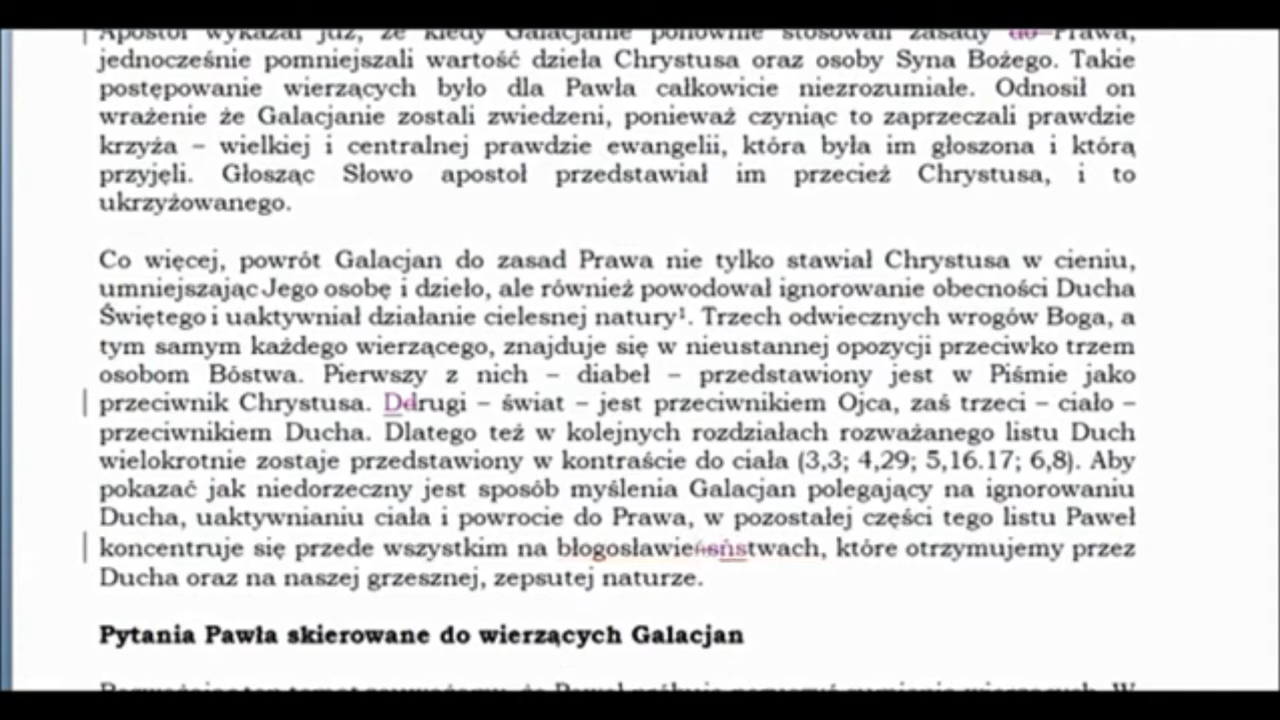 Apostoł wykazał już, że kiedy Galacjanie ponownie stosowali zasady do Prawa,
jednocześnie pomniejszali wartość dzieła Chrystusa oraz osoby Syna Bożego. Takie
postępowanie wierzących było dla Pawła całkowicie niezrozumiałe. Odnosił on
wrażenie że Galacjanie zostali zwiedzeni, ponieważ czyniąc to zaprzeczali prawdzie
krzyża – wielkiej i centralnej prawdzie ewangelii, która była im głoszona i którą
przyjęli. Głosząc Słowo apostoł przedstawiał im przecież Chrystusa, i to
ukrzyżowanego.
Co więcej, powrót Galacjan do zasad Prawa nie tylko stawiał Chrystusa w cieniu,
umniejszając Jego osobę i dzieło, ale również powodował ignorowanie obecności Ducha
Świętego i uaktywniał działanie cielesnej natury¹. Trzech odwiecznych wrogów Boga, a
tym samym każdego wierzącego, znajduje się w nieustannej opozycji przeciwko trzem
osobom Bóstwa. Pierwszy z nich – diabeł – przedstawiony jest w Piśmie jako
przeciwnik Chrystusa. Ddrugi – świat – jest przeciwnikiem Ojca, zaś trzeci – ciało –
przeciwnikiem Ducha. Dlatego też w kolejnych rozdziałach rozważanego listu Duch
wielokrotnie zostaje przedstawiony w kontraście do ciała (3,3; 4,29; 5,16.17; 6,8). Aby
pokazać jak niedorzeczny jest sposób myślenia Galacjan polegający na ignorowaniu
Ducha, uaktywnianiu ciała i powrocie do Prawa, w pozostałej części tego listu Paweł
koncentruje się przede wszystkim na błogosławieńsństwach, które otrzymujemy przez
Ducha oraz na naszej grzesznej, zepsutej naturze.
Pytania Pawła skierowane do wierzących Galacjan